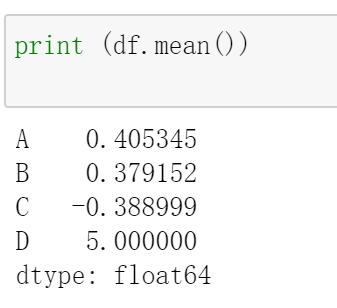 print (df.mean())
A    0.405345
B    0.379152
C   -0.388999
D    5.000000
dtype: float64